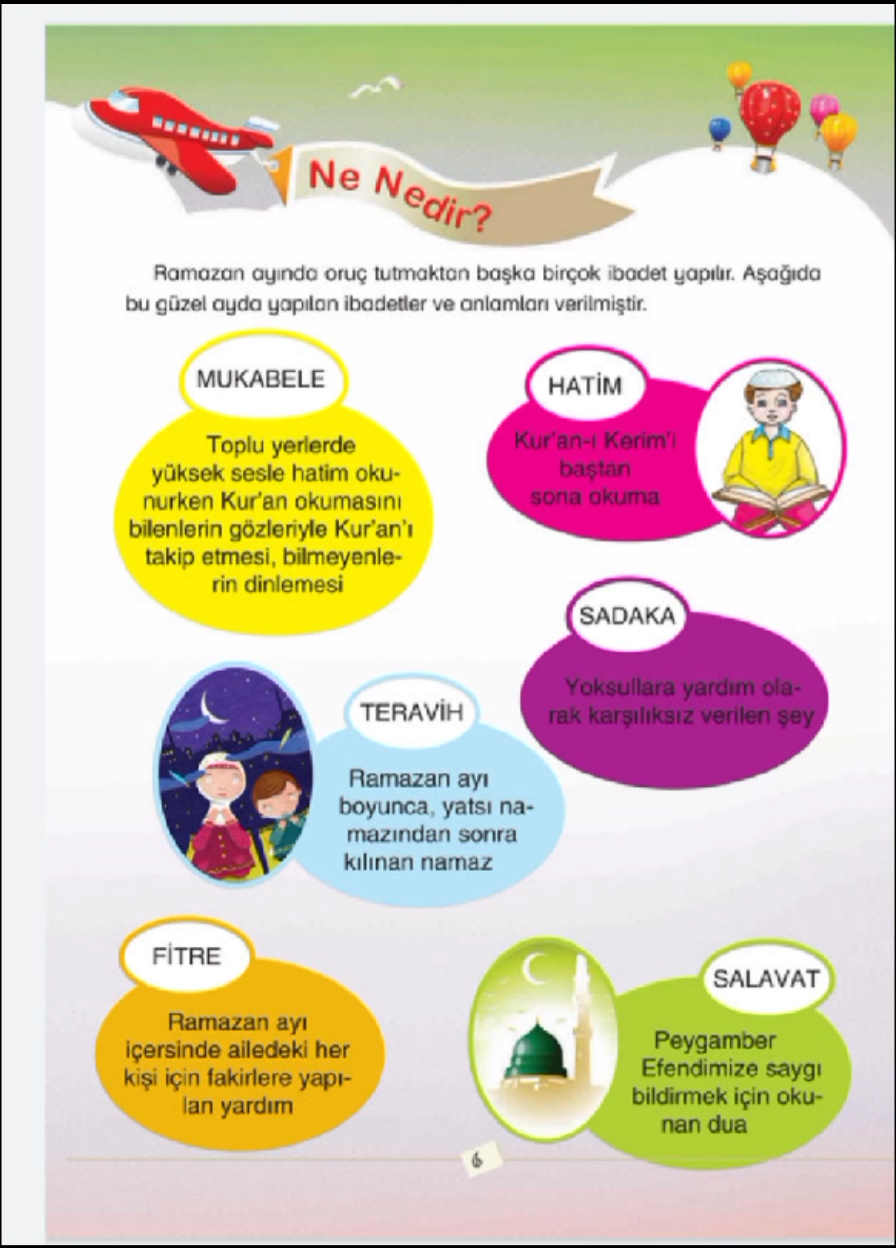 Ne Nedir?
Ramazan ayında oruç tutmaktan başka birçok ibadet yapılır. Aşağıda
bu güzel ayda yapılan ibadetler ve anlamları verilmiştir.
MUKABELE
Toplu yerlerde
yüksek sesle hatim oku-
nurken Kur'an okumasını
bilenlerin gözleriyle Kur'an'ı
takip etmesi, bilmeyenle-
rin dinlemesi
HATİM
Kur'an-ı Kerim'i
baştan
sona okuma
SADAKA
Yoksullara yardım ola-
rak karşılıksız verilen şey
TERAVİH
Ramazan ayı
boyunca, yatsı na-
mazından sonra
kılınan namaz
FİTRE
Ramazan ayı
içersinde ailedeki her
kişi için fakirlere yapı-
lan yardım
SALAVAT
Peygamber
Efendimize saygı
bildirmek için oku-
nan dua
6